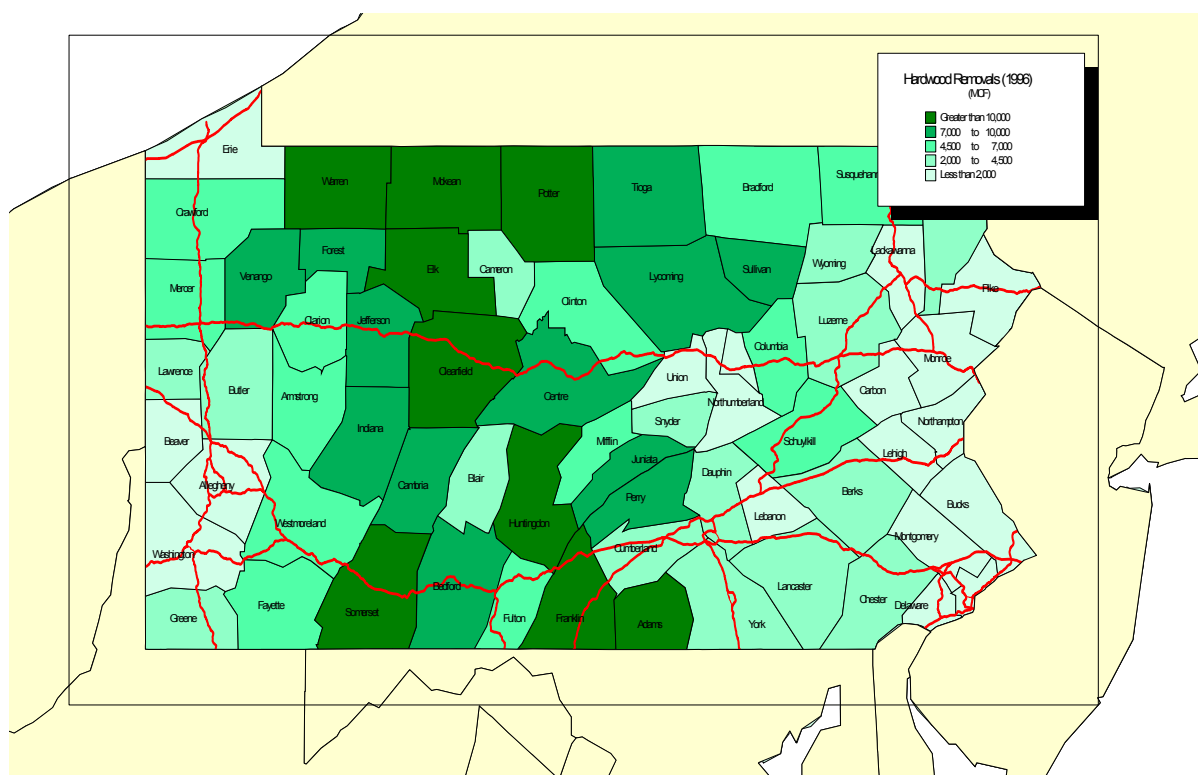 Hardwood Removals (1996)
(MCF)
Greater than 10,000
7,000 to 10,000
4,500 to 7,000
2,000 to 4,500
Less than 2,000
Erie
Warren
Mckean
Potter
Tioga
Bradford
Susquehann
Crawford
Forest
Venango
Elk
Cameron
Lycoming
Sullivan
Wyoming
Lackawanna
Mercer
Clinton
Pike
Clarion
Jefferson
Luzerne
Columbia
Monroe
Lawrence
Clearfield
Union
Butler
Armstrong
Centre
Northumberland
Carbon
Snyder
Northampton
Beaver
Indiana
Mifflin
Schuylkill
Juniata
Lehigh
Allegheny
Cambria
Blair
Dauphin
Perry
Berks
Bucks
Westmoreland
Huntingdon
Lebanon
Montgomery
Washington
Cumberland
Bedford
Lancaster
Greene
Fayette
Somerset
Fulton
Franklin
Adams
York
Chester
Delaware